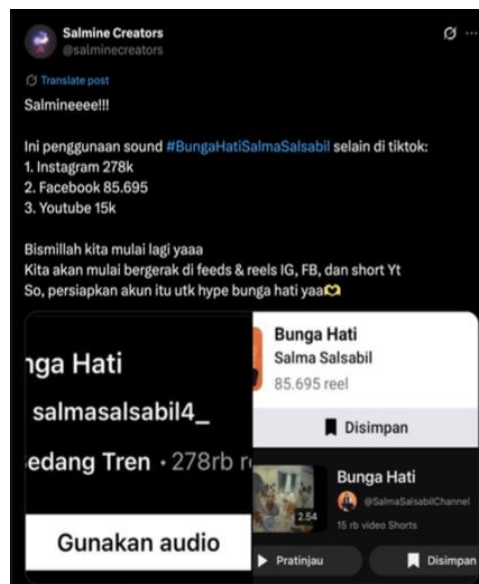 Salmine Creators
@salminecreators
Translate post
Salmineeee!!!
Ini penggunaan sound #BungaHatiSalmaSalsabil selain di tiktok:
1. Instagram 278k
2. Facebook 85.695
3. Youtube 15k
Bismillah kita mulai lagi yaaa
Kita akan mulai bergerak di feeds & reels IG, FB, dan short Yt
So, persiapkan akun itu utk hype bunga hati yaa🫶
nga Hati
salmasalsabil4_
edang Tren · 278rb r
Gunakan audio
Bunga Hati
Salma Salsabil
85.695 reel
Disimpan
Bunga Hati
@SalmaSalsabilChannel
2.54
15 rb video Shorts
Pratinjau
Disimpan